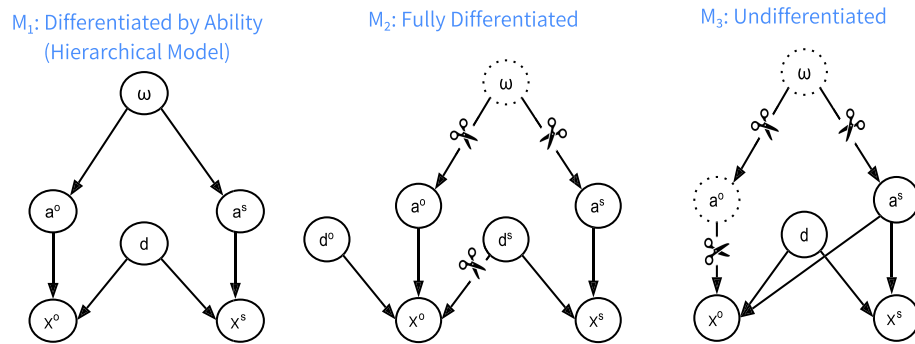 M₁: Differentiated by Ability
(Hierarchical Model)
M₂: Fully Differentiated
M₃: Undifferentiated
ω
aᵒ
aˢ
d
xᵒ
xˢ
ω
aᵒ
aˢ
dᵒ
dˢ
xᵒ
xˢ
ω
aᵒ
aˢ
d
xᵒ
xˢ